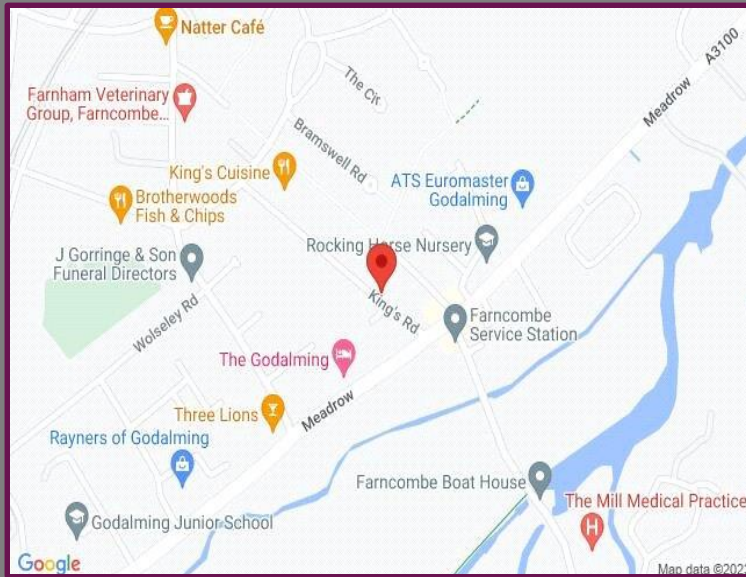 Natter Café
Farnham Veterinary
Group, Farncombe...
The Cit
Meadrow
A3100
Bramswell Rd
King's Cuisine
ATS Euromaster
Godalming
Brotherwoods
Fish & Chips
J Gorringe & Son
Funeral Directors
Rocking Horse Nursery
King's Rd
Farncombe
Service Station
Wolseley Rd
The Godalming
Three Lions
Meadrow
Rayners of Godalming
Farncombe Boat House
The Mill Medical Practice
H
Godalming Junior School
Google
Map data ©2022